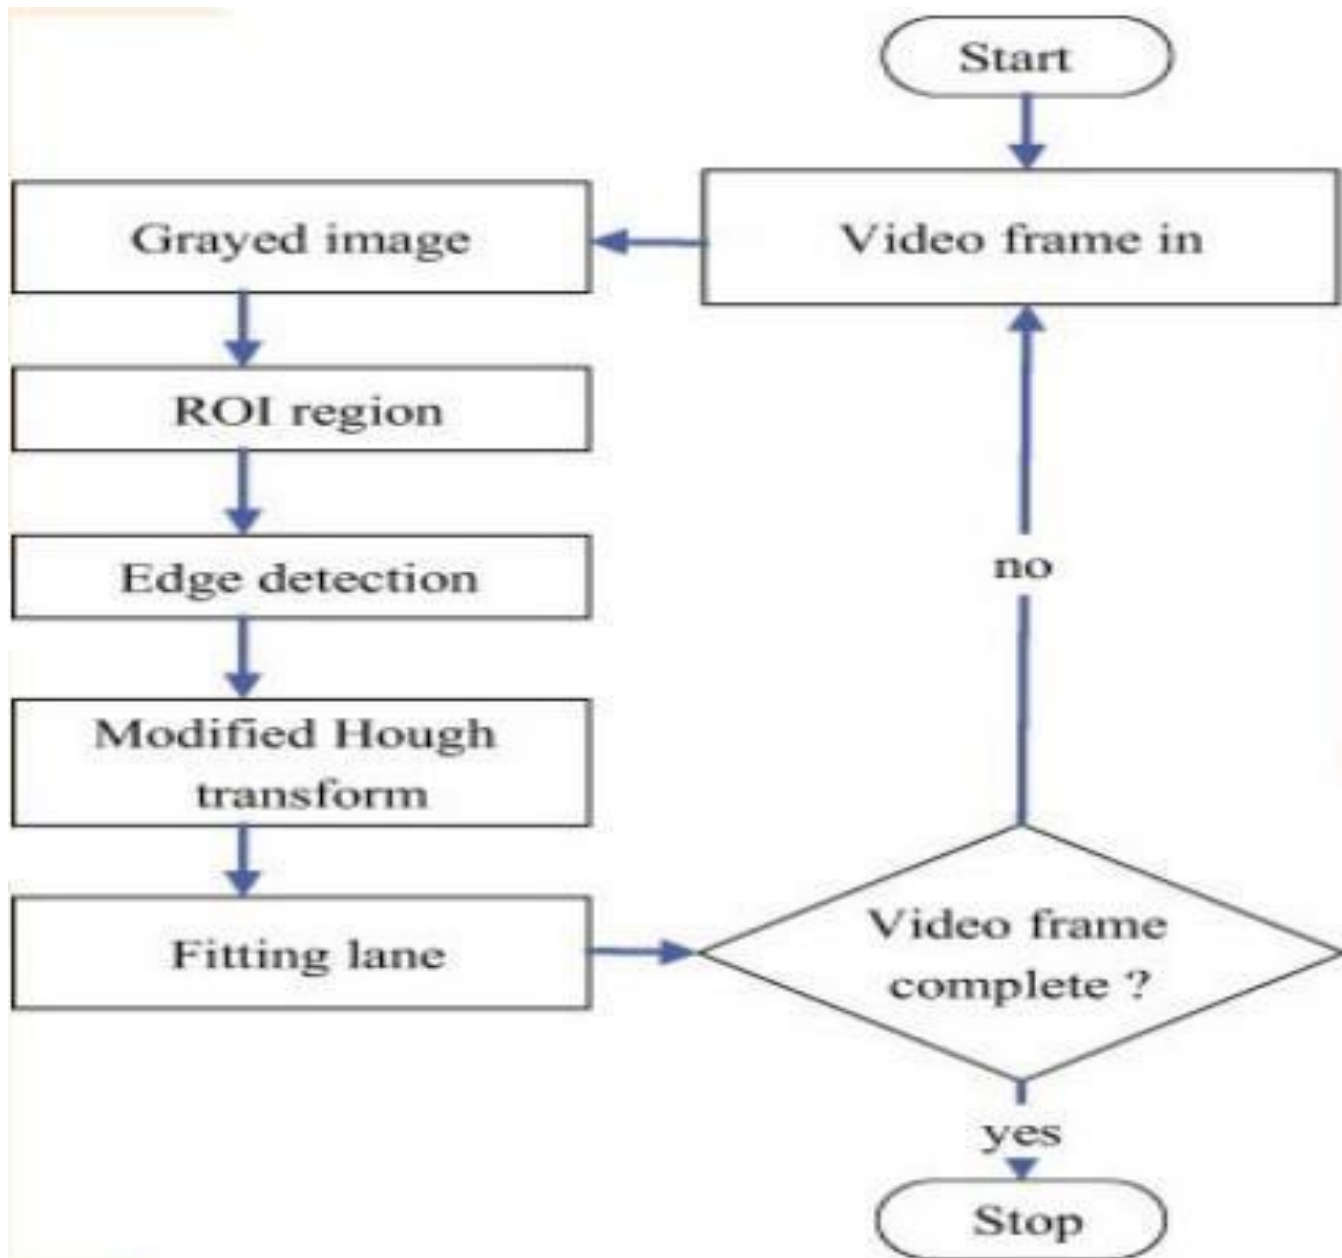 Start
Video frame in
Grayed image
ROI region
Edge detection
Modified Hough
transform
Fitting lane
Video frame
complete ?
no
yes
Stop